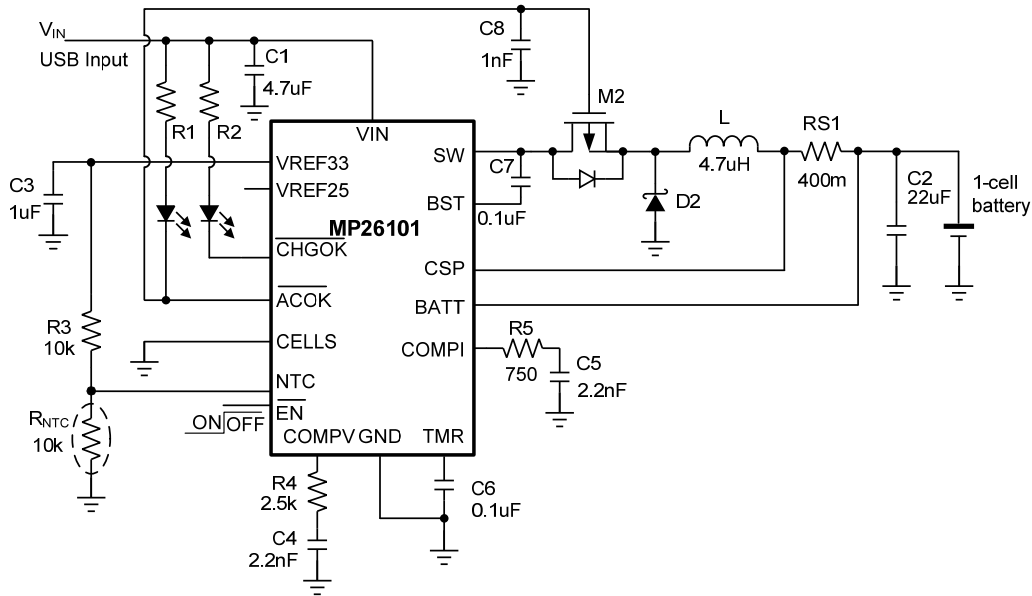 VIN
USB Input
C1
4.7uF
C8
1nF
M2
R1
R2
VIN
L
4.7uH
RS1
400m
SW
C7
0.1uF
BST
D2
C2
22uF
1-cell
battery
VREF33
VREF25
C3
1uF
MP26101
CHGOK
CSP
ACOK
BATT
R3
10k
CELLS
COMPI
R5
750
C5
2.2nF
NTC
EN
ON OFF
RNTC
10k
COMPV GND
TMR
R4
2.5k
C6
0.1uF
C4
2.2nF